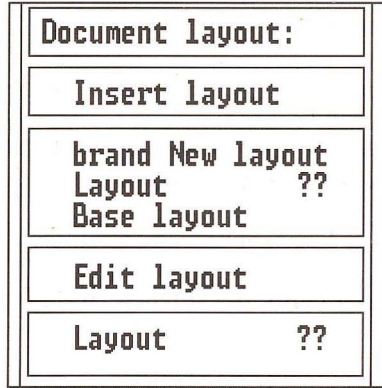 Document layout:
Insert layout
brand New layout
Layout ??
Base layout
Edit layout
Layout ??